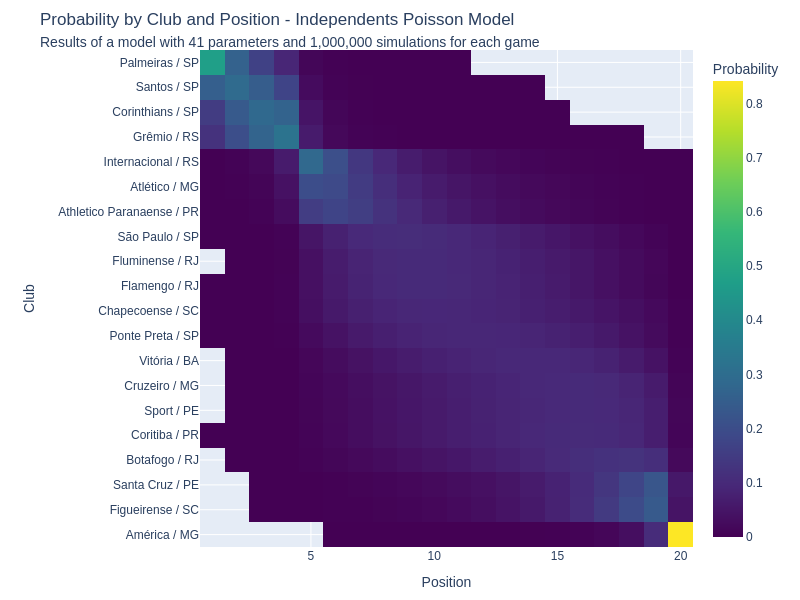 Probability by Club and Position - Independents Poisson Model
Results of a model with 41 parameters and 1,000,000 simulations for each game
Probability
Club
Palmeiras / SP
Santos / SP
Corinthians / SP
Grêmio / RS
Internacional / RS
Atlético / MG
Athletico Paranaense / PR
São Paulo / SP
Fluminense / RJ
Flamengo / RJ
Chapecoense / SC
Ponte Preta / SP
Vitória / BA
Cruzeiro / MG
Sport / PE
Coritiba / PR
Botafogo / RJ
Santa Cruz / PE
Figueirense / SC
América / MG
5
10
15
20
Position
0.8
0.7
0.6
0.5
0.4
0.3
0.2
0.1
0